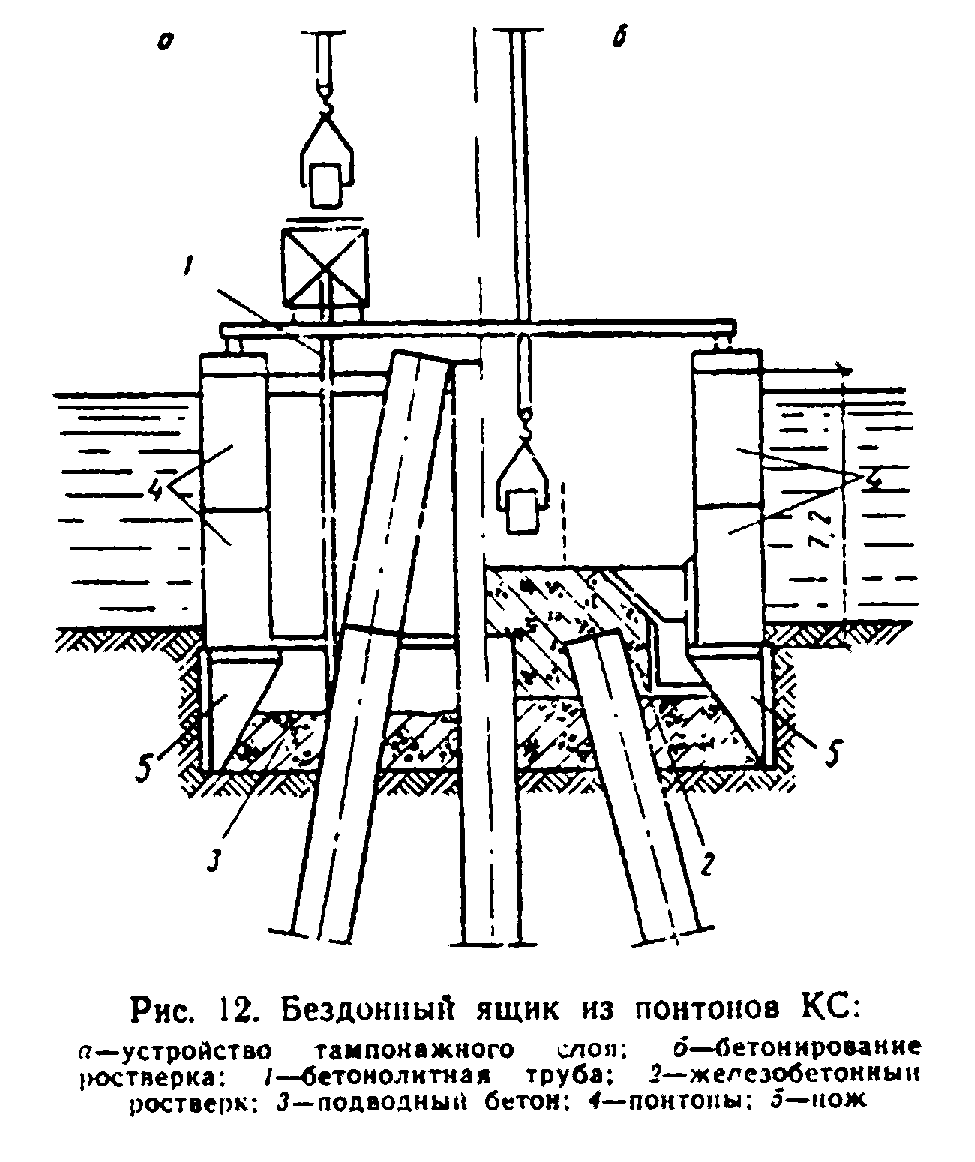 а
б
1
4
4
7,2
5
5
3
2
Рис. 12. Бездонный ящик из понтонов КС:
а—устройство тампонажного слоя; б—бетонирование
ростверка; 1—бетонолитная труба; 2—железобетонный
ростверк; 3—подводный бетон; 4—понтоны; 5—нож